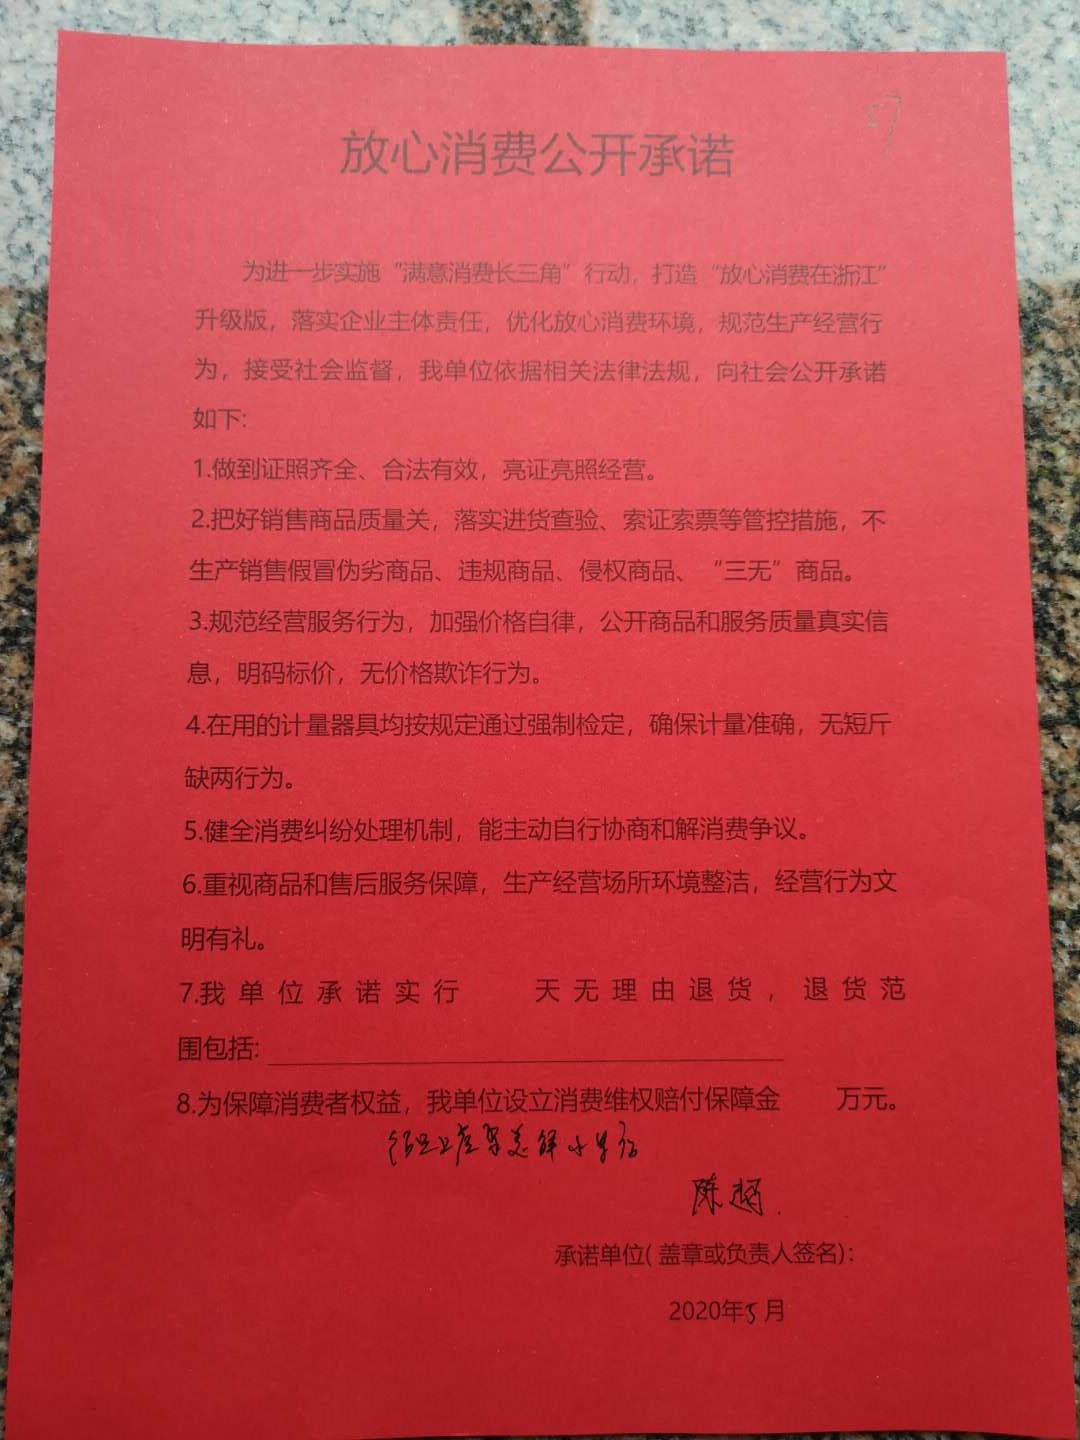 57
放心消费公开承诺
为进一步实施“满意消费长三角”行动，打造“放心消费在浙江”
升级版，落实企业主体责任，优化放心消费环境，规范生产经营行
为，接受社会监督，我单位依据相关法律法规，向社会公开承诺
如下:
1.做到证照齐全、合法有效，亮证亮照经营。
2.把好销售商品质量关，落实进货查验、索证索票等管控措施，不
生产销售假冒伪劣商品、违规商品、侵权商品、“三无”商品。
3.规范经营服务行为，加强价格自律，公开商品和服务质量真实信
息，明码标价，无价格欺诈行为。
4.在用的计量器具均按规定通过强制检定，确保计量准确，无短斤
缺两行为。
5.健全消费纠纷处理机制，能主动自行协商和解消费争议。
6.重视商品和售后服务保障，生产经营场所环境整洁，经营行为文
明有礼。
7.我单位承诺实行 天无理由退货，退货范
围包括:
8.为保障消费者权益，我单位设立消费维权赔付保障金 万元。
陈
承诺单位(盖章或负责人签名)：
2020年5月